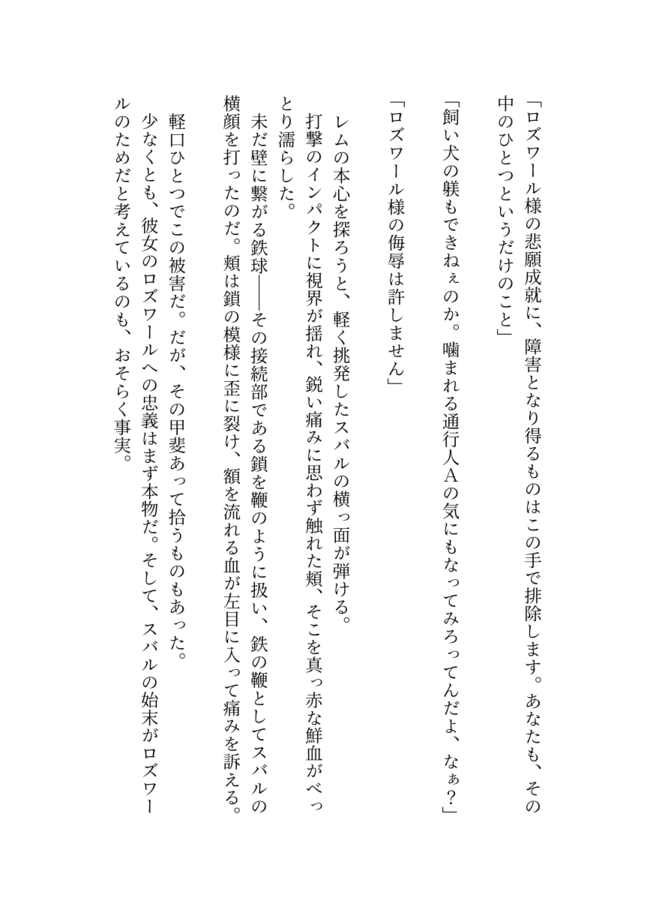 「ロズワール様の悲願成就に、障害となり得るものはこの手で排除します。あなたも、その
中のひとつというだけのこと」
「飼い犬の躾もできねぇのか。噛まれる通行人Aの気にもなってみろってんだよ、なぁ？」
「ロズワール様の侮辱は許しません」
レムの本心を探ろうと、軽く挑発したスバルの横っ面が弾ける。
打撃のインパクトに視界が揺れ、鋭い痛みに思わず触れた頬、そこを真っ赤な鮮血がべっ
とり濡らした。
未だ壁に繋がる鉄球――その接続部である鎖を鞭のように扱い、鉄の鞭としてスバルの
横顔を打ったのだ。頬は鎖の模様に歪に裂け、額を流れる血が左目に入って痛みを訴える。
軽口ひとつでこの被害だ。だが、その甲斐あって拾うものもあった。
少なくとも、彼女のロズワールへの忠義はまず本物だ。そして、スバルの始末がロズワー
ルのためだと考えているのも、おそらく事実。